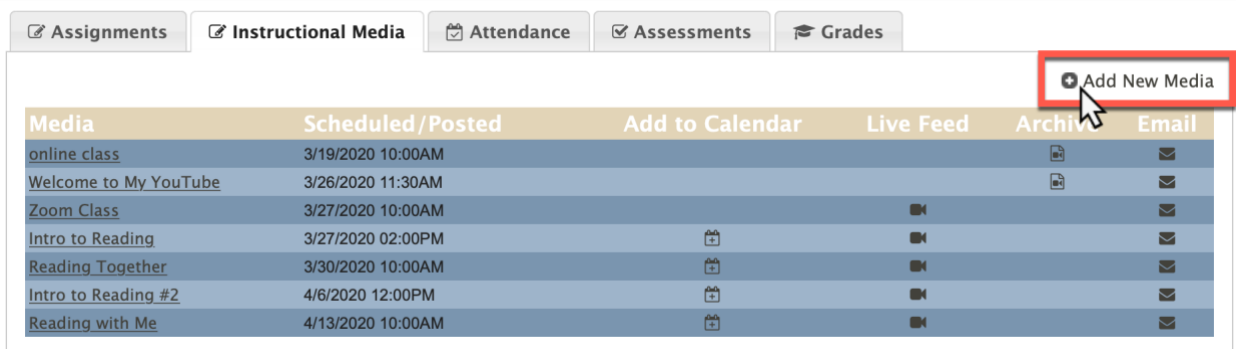 Assignments Instructional Media Attendance Assessments Grades
Add New Media
Media Scheduled/Posted Add to Calendar Live Feed Archive Email
online class 3/19/2020 10:00AM
Welcome to My YouTube 3/26/2020 11:30AM
Zoom Class 3/27/2020 10:00AM
Intro to Reading 3/27/2020 02:00PM
Reading Together 3/30/2020 10:00AM
Intro to Reading #2 4/6/2020 12:00PM
Reading with Me 4/13/2020 10:00AM